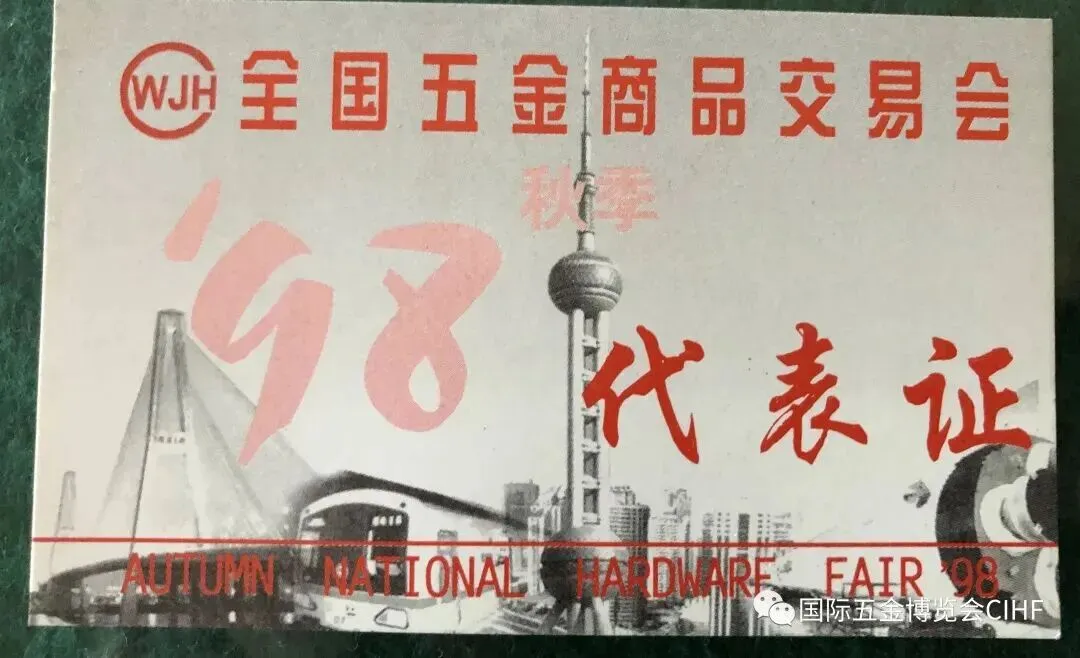 WJH 全国五金商品交易会
秋季
'98
代表证
AUTUMN NATIONAL HARDWARE FAIR '98
国际五金博览会CIHF